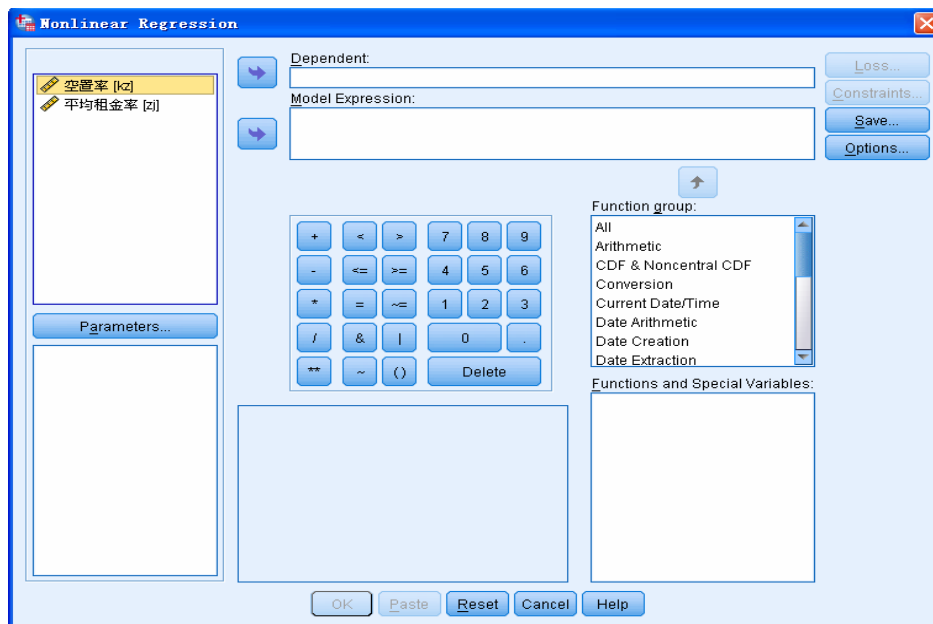 Nonlinear Regression
空置率 [kz]
平均租金率 [zj]
Parameters...
Dependent:
Model Expression:
Loss...
Constraints...
Save...
Options...
+ < > 7 8 9
- <= >= 4 5 6
* = ~= 1 2 3
/ & | 0 .
** ~ () Delete
Function group:
All
Arithmetic
CDF & Noncentral CDF
Conversion
Current Date/Time
Date Arithmetic
Date Creation
Date Extraction
Functions and Special Variables:
OK Paste Reset Cancel Help